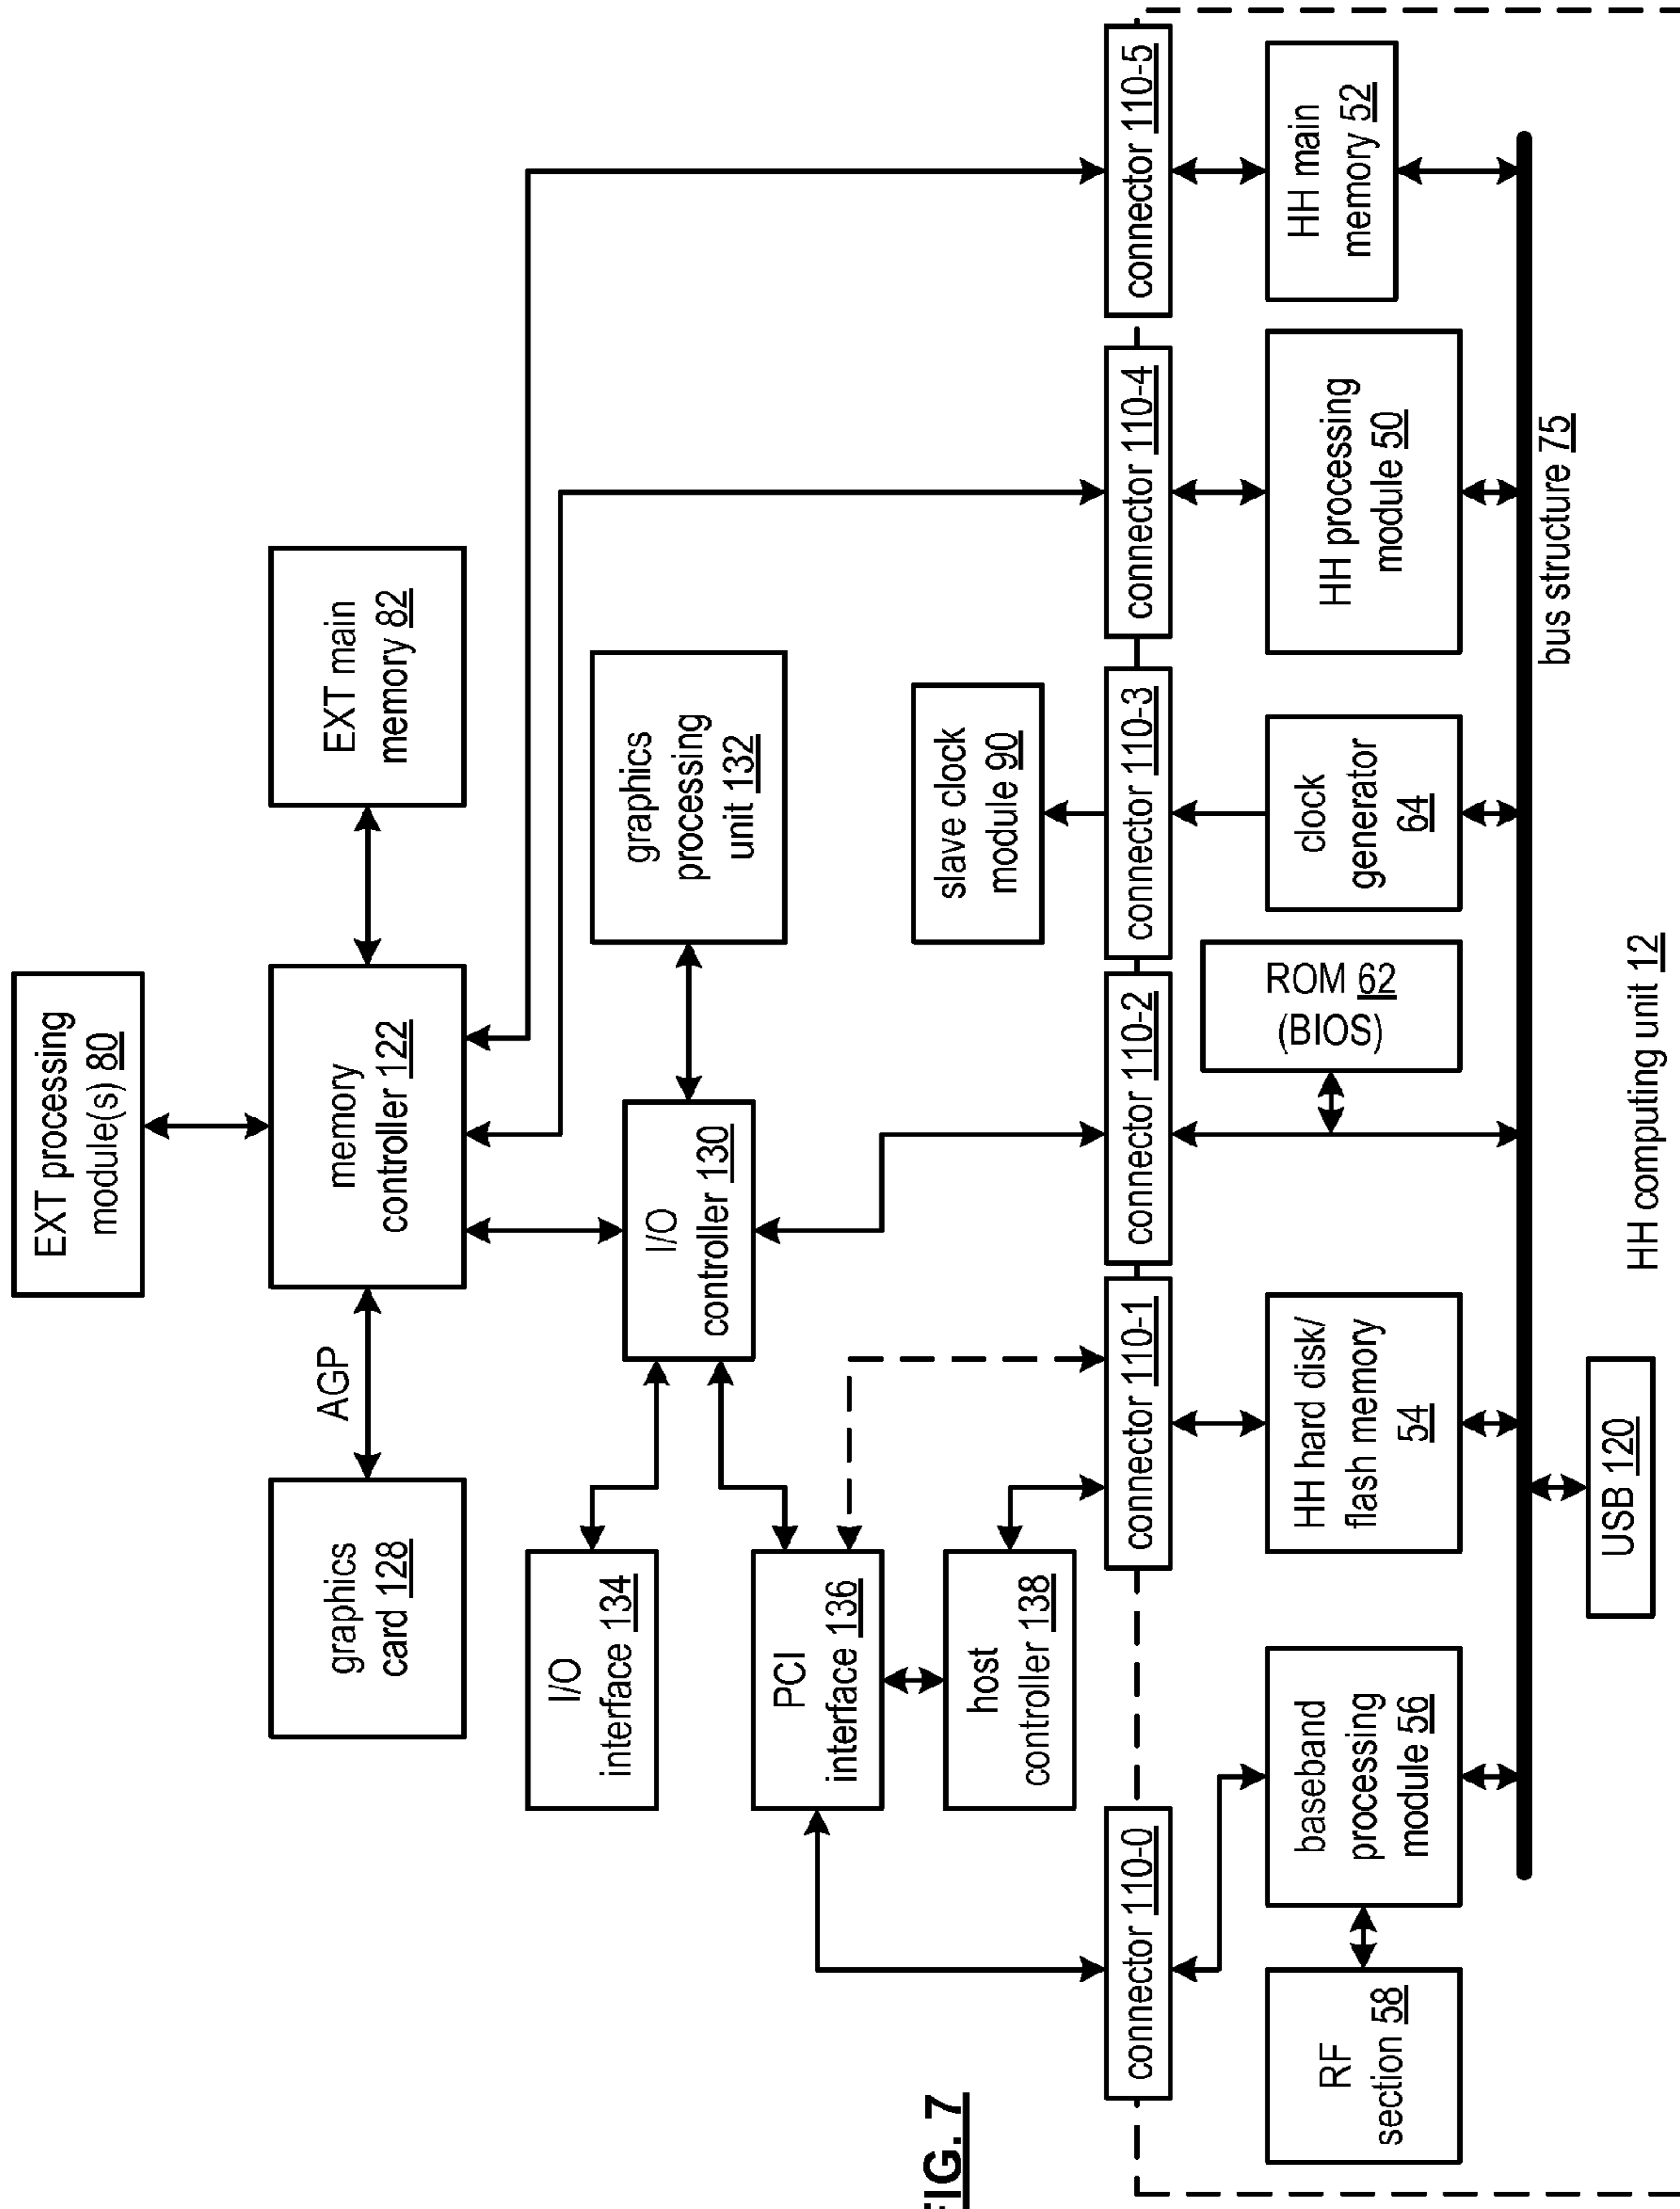 EXT processing
module(s) 80
graphics
card 128
AGP
memory
controller 122
EXT main
memory 82
I/O
interface 134
I/O
controller 130
graphics
processing
unit 132
PCI
interface 136
host
controller 138
slave clock
module 90
connector 110-0
connector 110-1
connector 110-2
connector 110-3
connector 110-4
connector 110-5
RF
section 58
baseband
processing
module 56
HH hard disk/
flash memory
54
ROM 62
(BIOS)
clock
generator
64
HH processing
module 50
HH main
memory 52
bus structure 75
USB 120
HH computing unit 12
FIG. 7